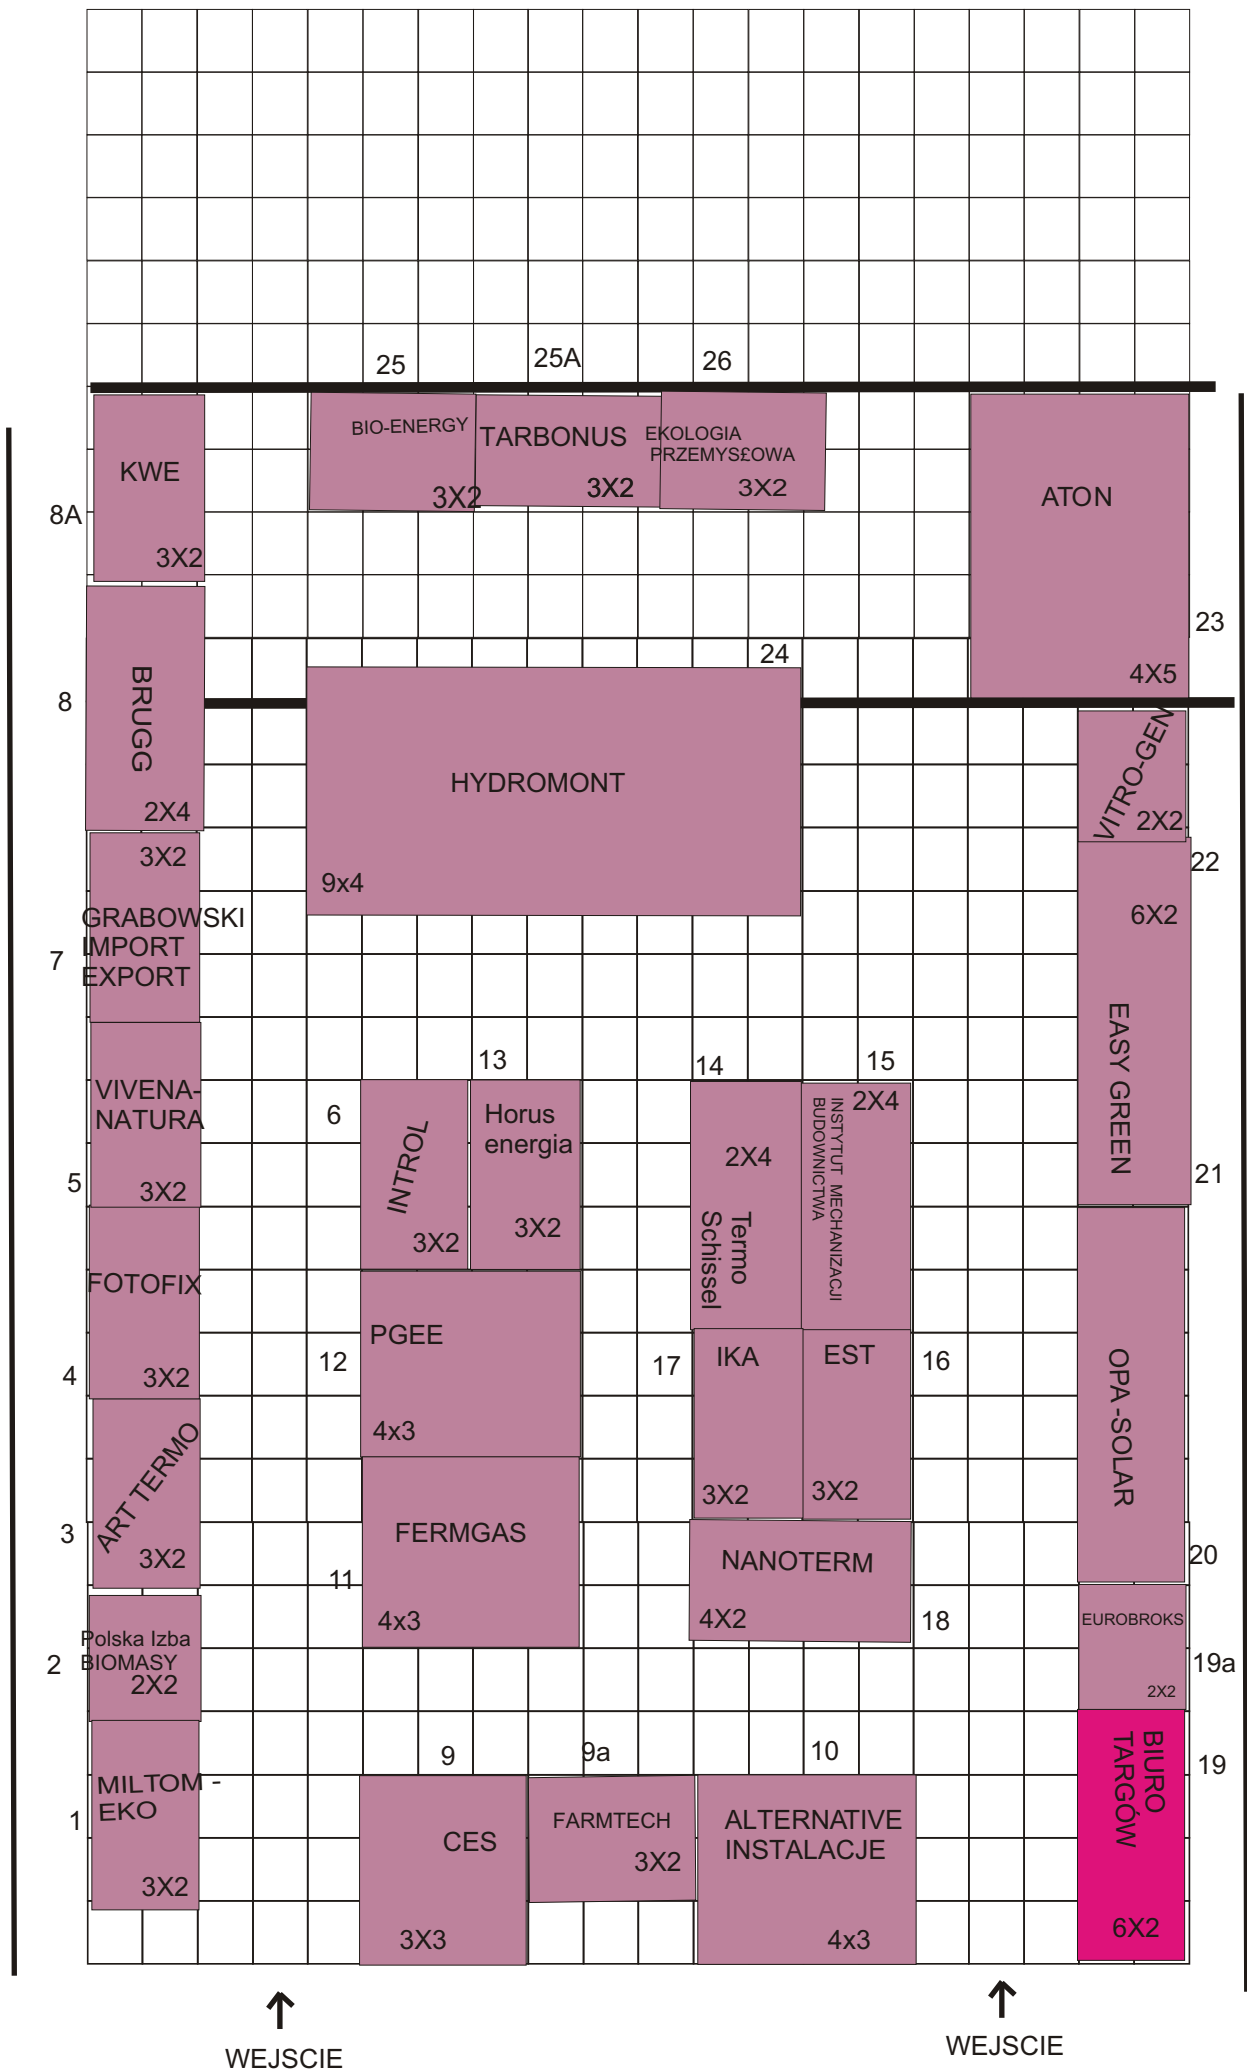 25
25A
26
KWE
3X2
8A
BIO-ENERGY
3X2
TARBONUS
3X2
EKOLOGIA
PRZEMYS£OWA
3X2
ATON
4X5
23
BRUGG
2X4
8
24
HYDROMONT
9x4
VITRO-GEN
2X2
22
3X2
GRABOWSKI
IMPORT
EXPORT
7
6X2
EASY GREEN
21
VIVENA-
NATURA
3X2
5
6
13
INTROL
3X2
Horus
energia
3X2
14
15
2X4
Termo
Schissel
2X4
INSTYTUT MECHANIZACJI
BUDOWNICTWA
FOTOFIX
3X2
4
12
PGEE
4x3
17
IKA
3X2
EST
3X2
16
OPA-SOLAR
20
ART TERMO
3X2
3
11
FERMGAS
4x3
NANOTERM
4X2
18
EUROBROKS
2X2
19a
Polska Izba
BIOMASY
2X2
2
MILTOM -
EKO
3X2
1
9
9a
10
CES
3X3
FARMTECH
3X2
ALTERNATIVE
INSTALACJE
4x3
BIURO
TARGÓW
6X2
19
WEJSCIE
WEJSCIE